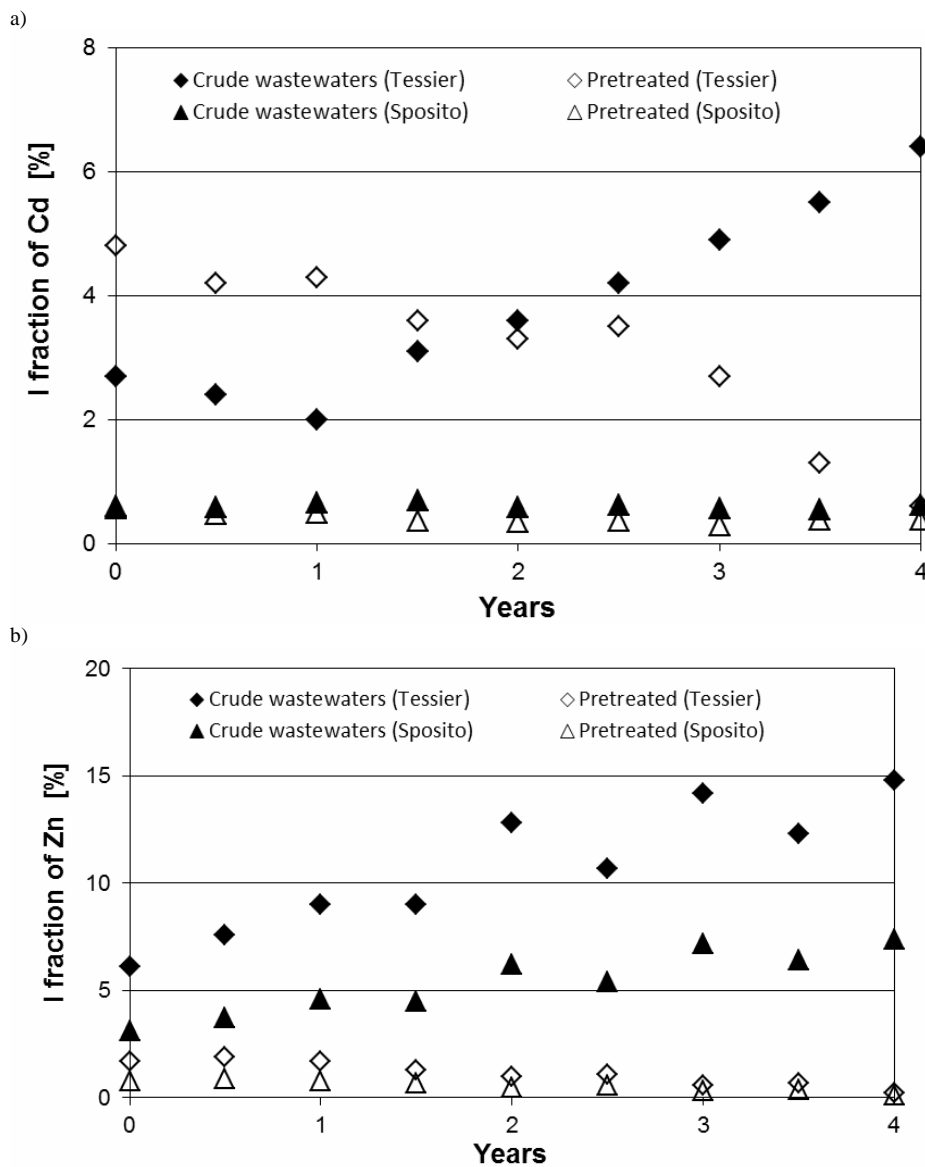 a)
8
Crude wastewaters (Tessier) Pretreated (Tessier)
Crude wastewaters (Sposito) Pretreated (Sposito)
6
4
2
0
I fraction of Cd [%]
0 1 2 3 4
Years
b)
20
Crude wastewaters (Tessier) Pretreated (Tessier)
Crude wastewaters (Sposito) Pretreated (Sposito)
15
10
5
0
I fraction of Zn [%]
0 1 2 3 4
Years